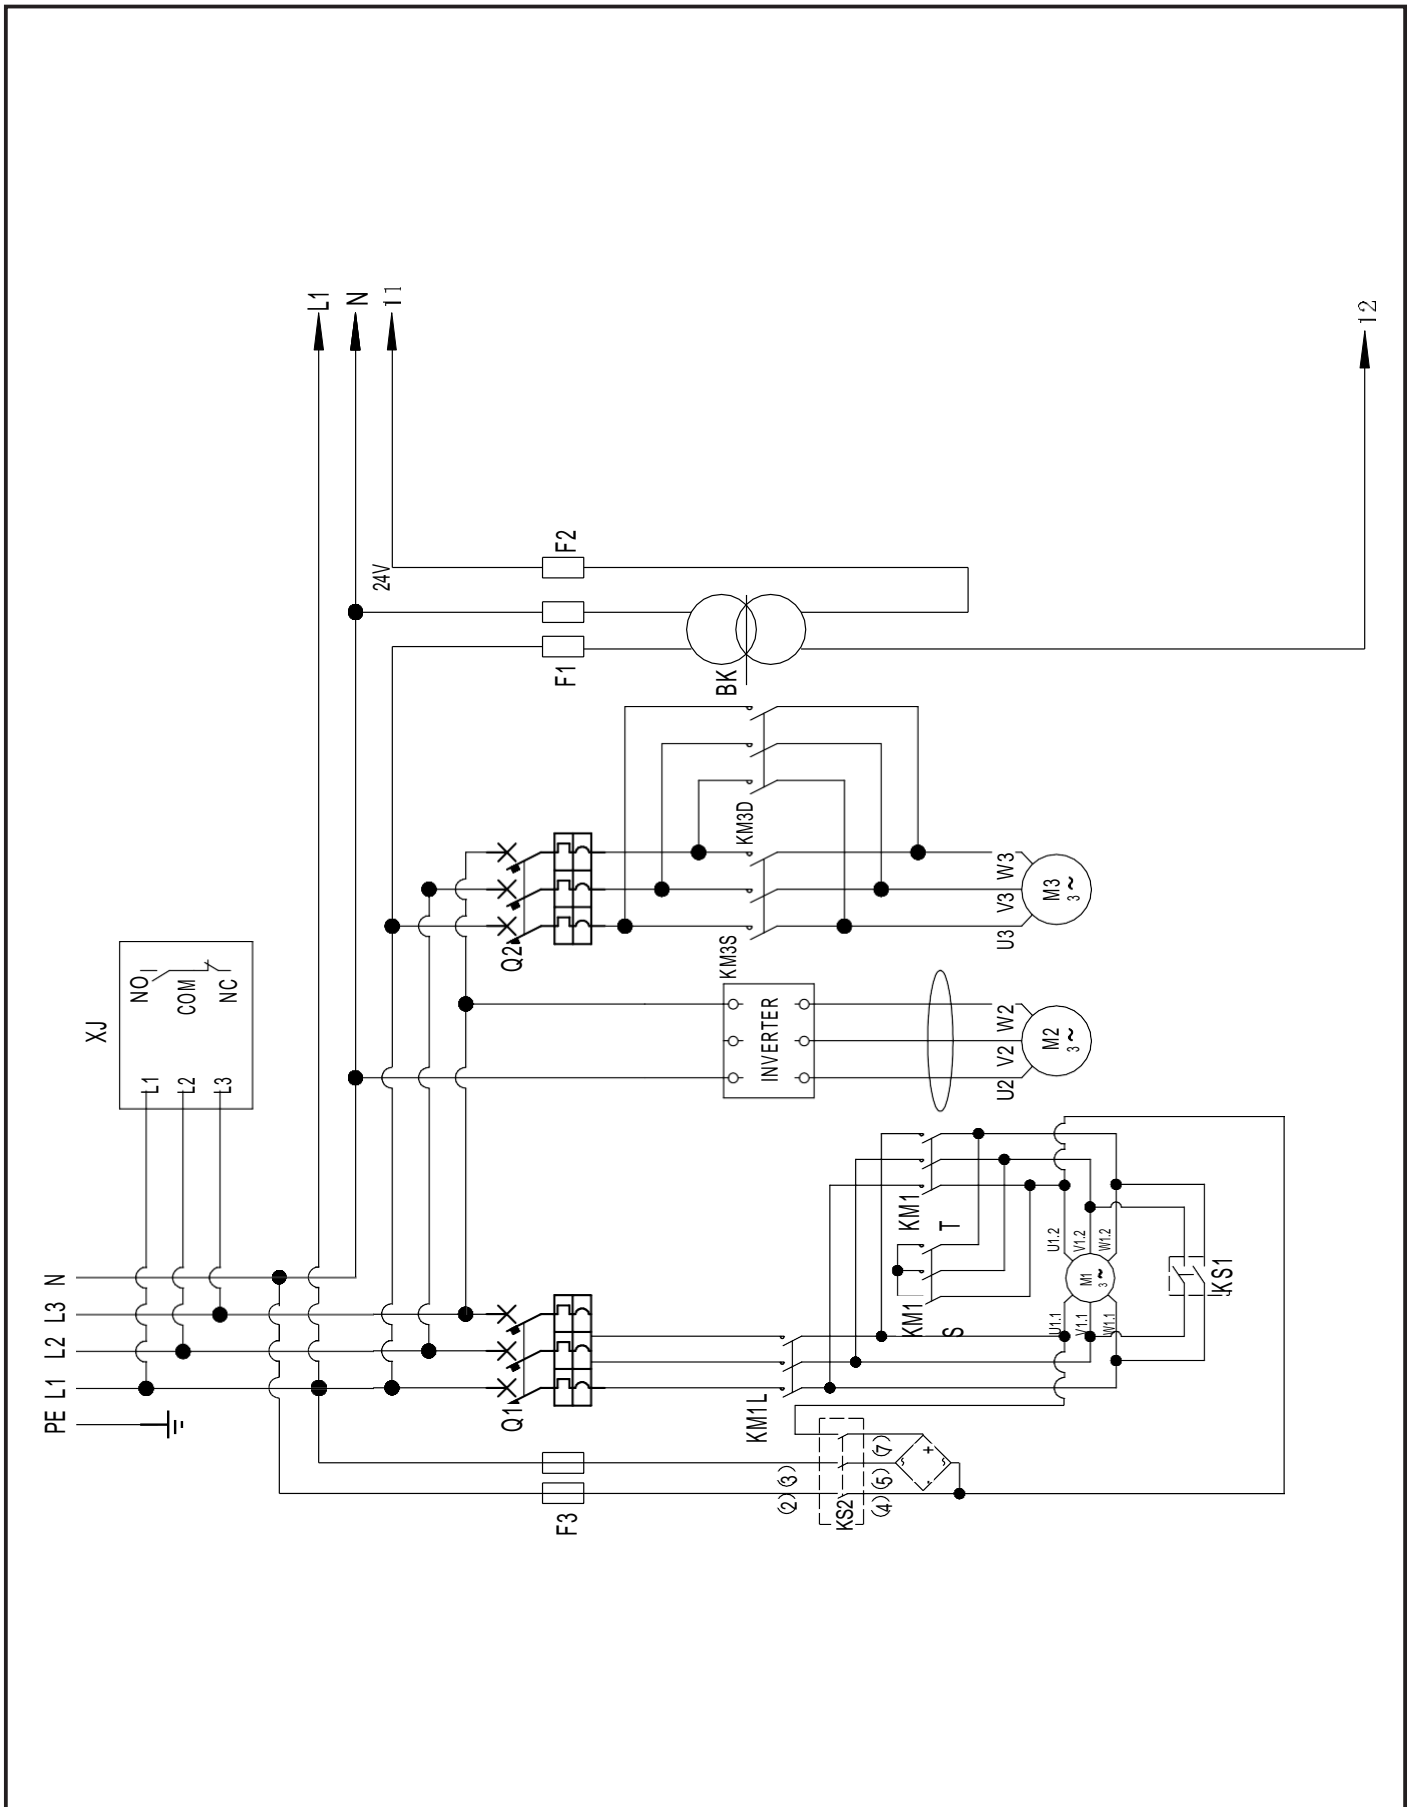 L1
N
11
12
24V
F2
F1
BK
KM3D
KM3S
Q2
W3
V3
U3
M3
3~
XJ
NO
COM
NC
L1
L2
L3
INVERTER
W2
V2
U2
M2
3~
N
L3
L2
L1
PE
Q1
KM1
T
KM1
S
KM1L
U1.2
V1.2
W1.2
M1
3~
U1.1
V1.1
W1.1
KS1
F3
(2) (3)
KS2
(4) (5) (7)
~ + - ~